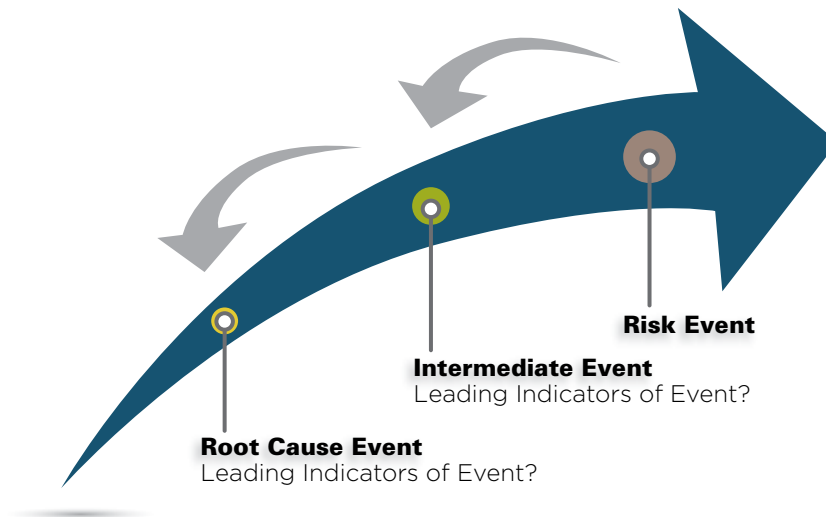 Risk Event
Intermediate Event
Leading Indicators of Event?
Root Cause Event
Leading Indicators of Event?